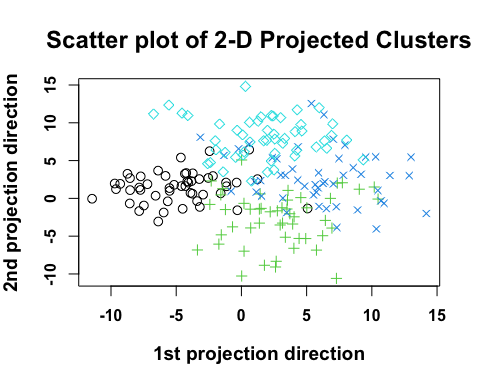 Scatter plot of 2-D Projected Clusters
2nd projection direction
15
10
5
0
-5
-10
-10 -5 0 5 10 15
1st projection direction